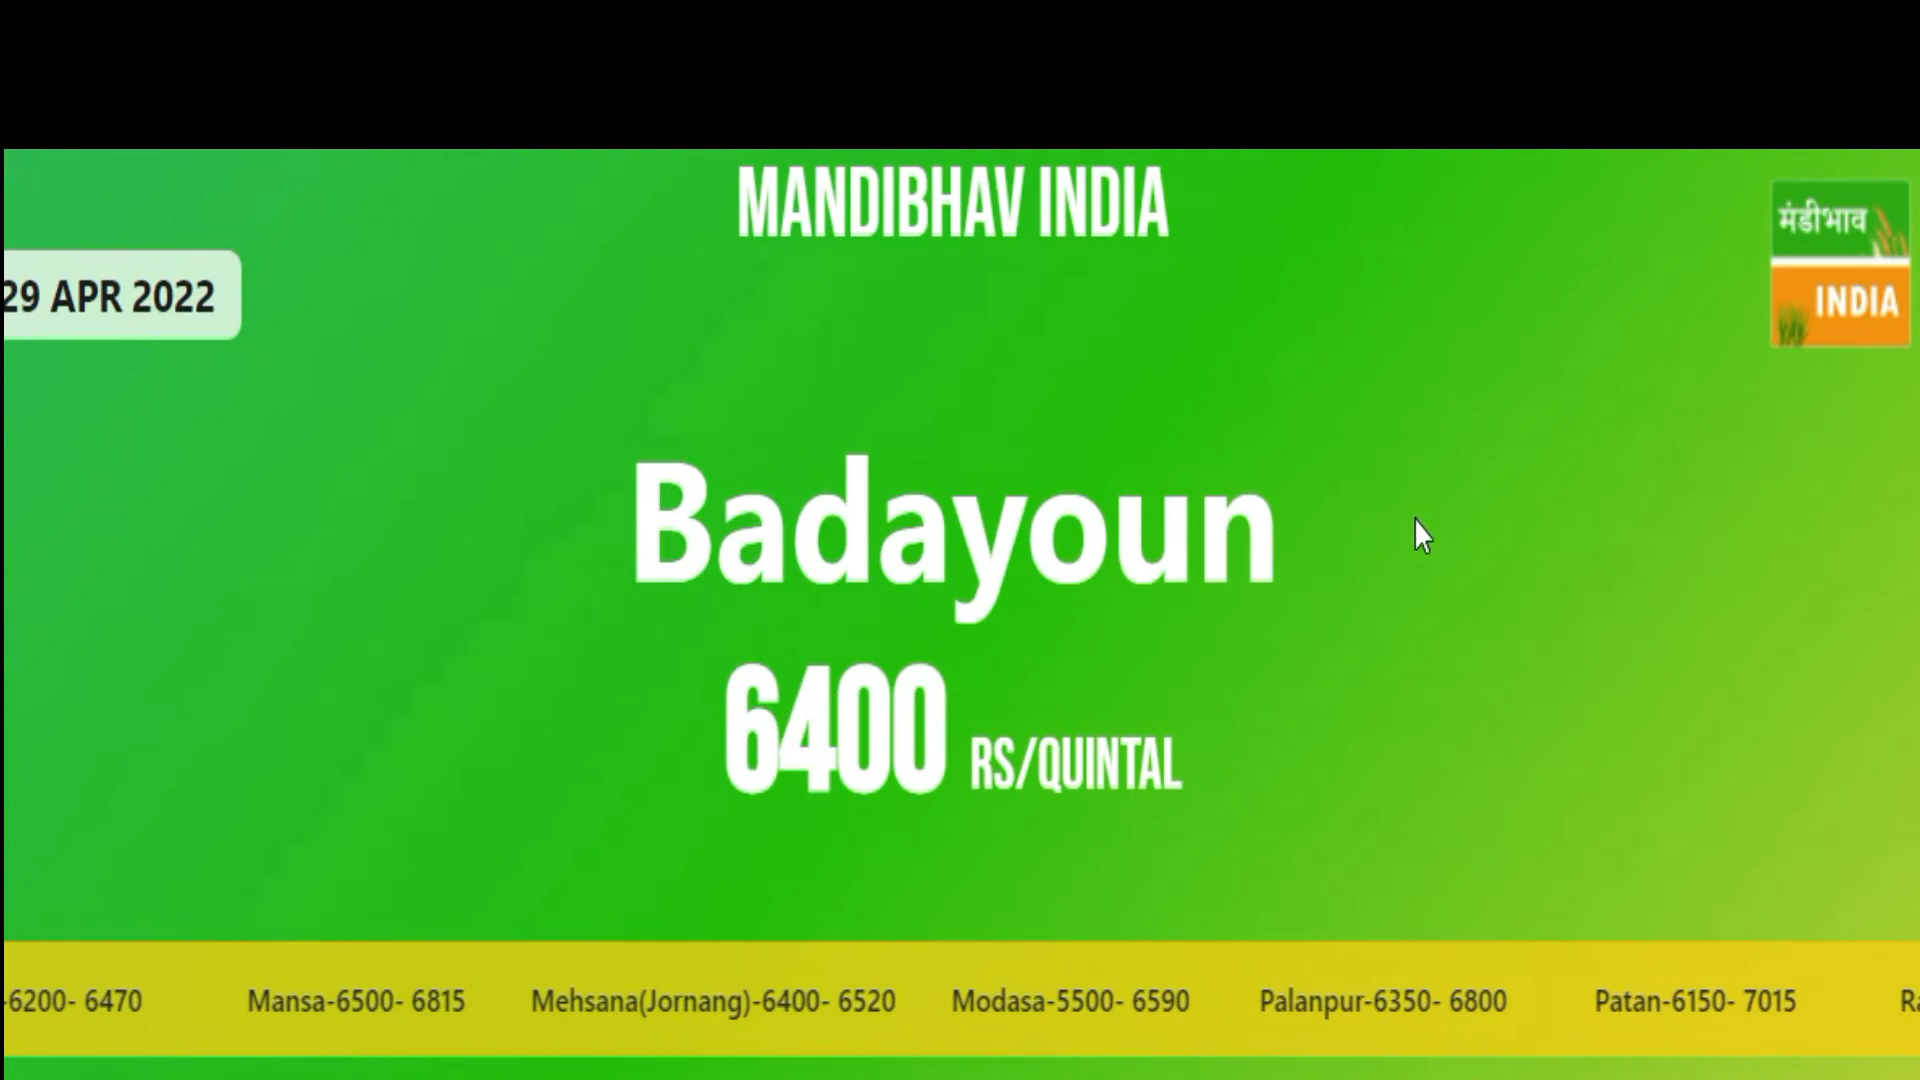 MANDIBHAV INDIA
मंडीभाव
INDIA
29 APR 2022
Badayoun
6400 RS/QUINTAL
-6200- 6470 Mansa-6500- 6815 Mehsana(Jornang)-6400- 6520 Modasa-5500- 6590 Palanpur-6350- 6800 Patan-6150- 7015